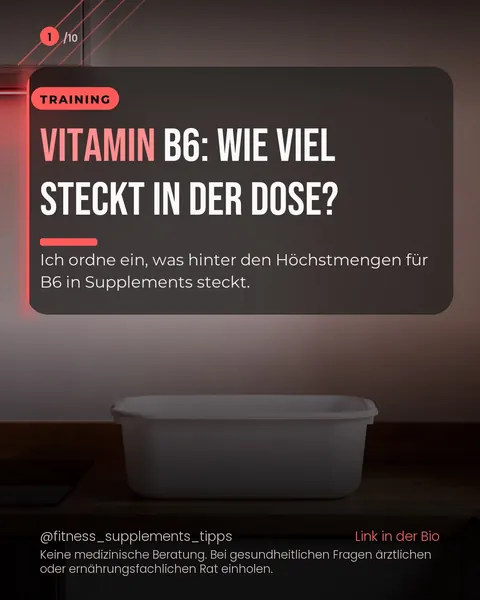 1 /10
TRAINING
VITAMIN B6: WIE VIEL
STECKT IN DER DOSE?
Ich ordne ein, was hinter den Höchstmengen für
B6 in Supplements steckt.
@fitness_supplements_tipps Link in der Bio
Keine medizinische Beratung. Bei gesundheitlichen Fragen ärztlichen
oder ernährungsfachlichen Rat einholen.